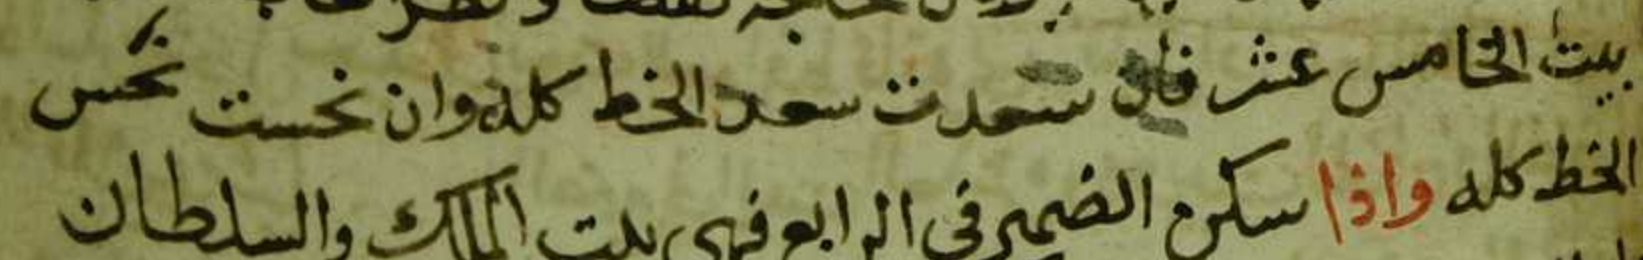 بيت الخامس عشر فان سعدت سعد الخط كله وان نحست نحس
الخط كله واذا سكن الضمير في الرابع فهى بيت الملك والسلطان